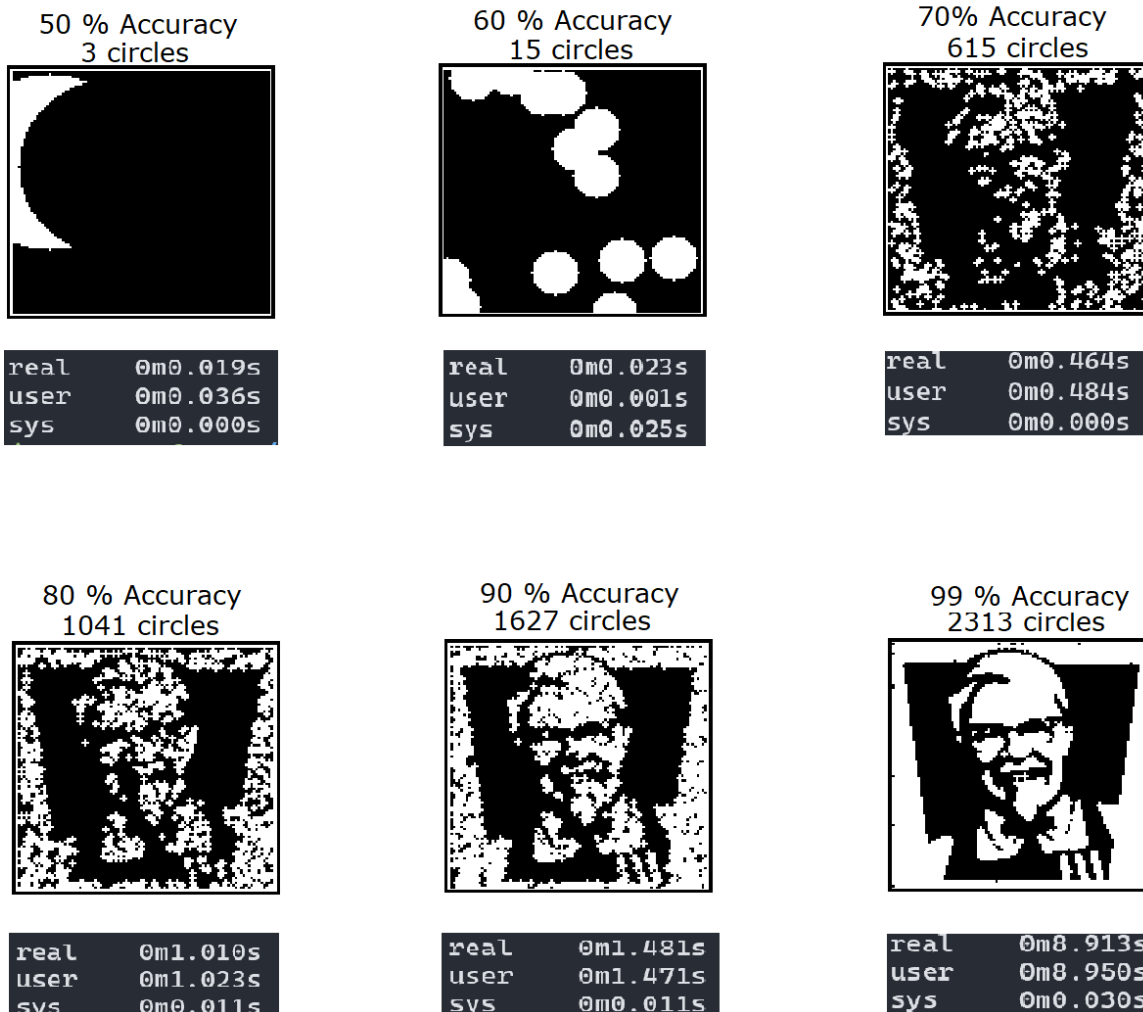 50 % Accuracy
3 circles
60 % Accuracy
15 circles
70% Accuracy
615 circles
real 0m0.019s
user 0m0.036s
sys 0m0.000s
real 0m0.023s
user 0m0.001s
sys 0m0.025s
real 0m0.464s
user 0m0.484s
sys 0m0.000s
80 % Accuracy
1041 circles
90 % Accuracy
1627 circles
99 % Accuracy
2313 circles
real 0m1.010s
user 0m1.023s
sys 0m0.011s
real 0m1.481s
user 0m1.471s
sys 0m0.011s
real 0m8.913s
user 0m8.950s
sys 0m0.030s